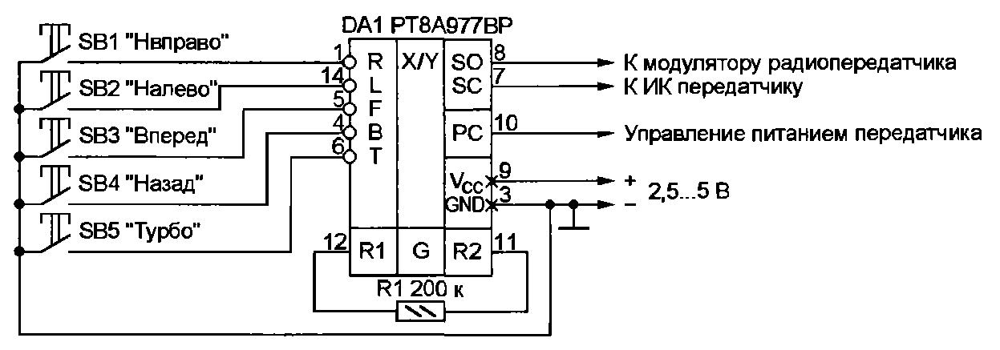 DA1 PT8A977BP
SB1 "Нвправо"
1 R X/Y SO 8 К модулятору радиопередатчика
SB2 "Налево"
14 L SC 7 К ИК передатчику
5 F
SB3 "Вперед"
4 B PC 10 Управление питанием передатчика
6 T
SB4 "Назад"
VCC 9 +
2,5...5 В
GND 3 –
SB5 "Турбо"
12 R1 G R2 11
R1 200 к